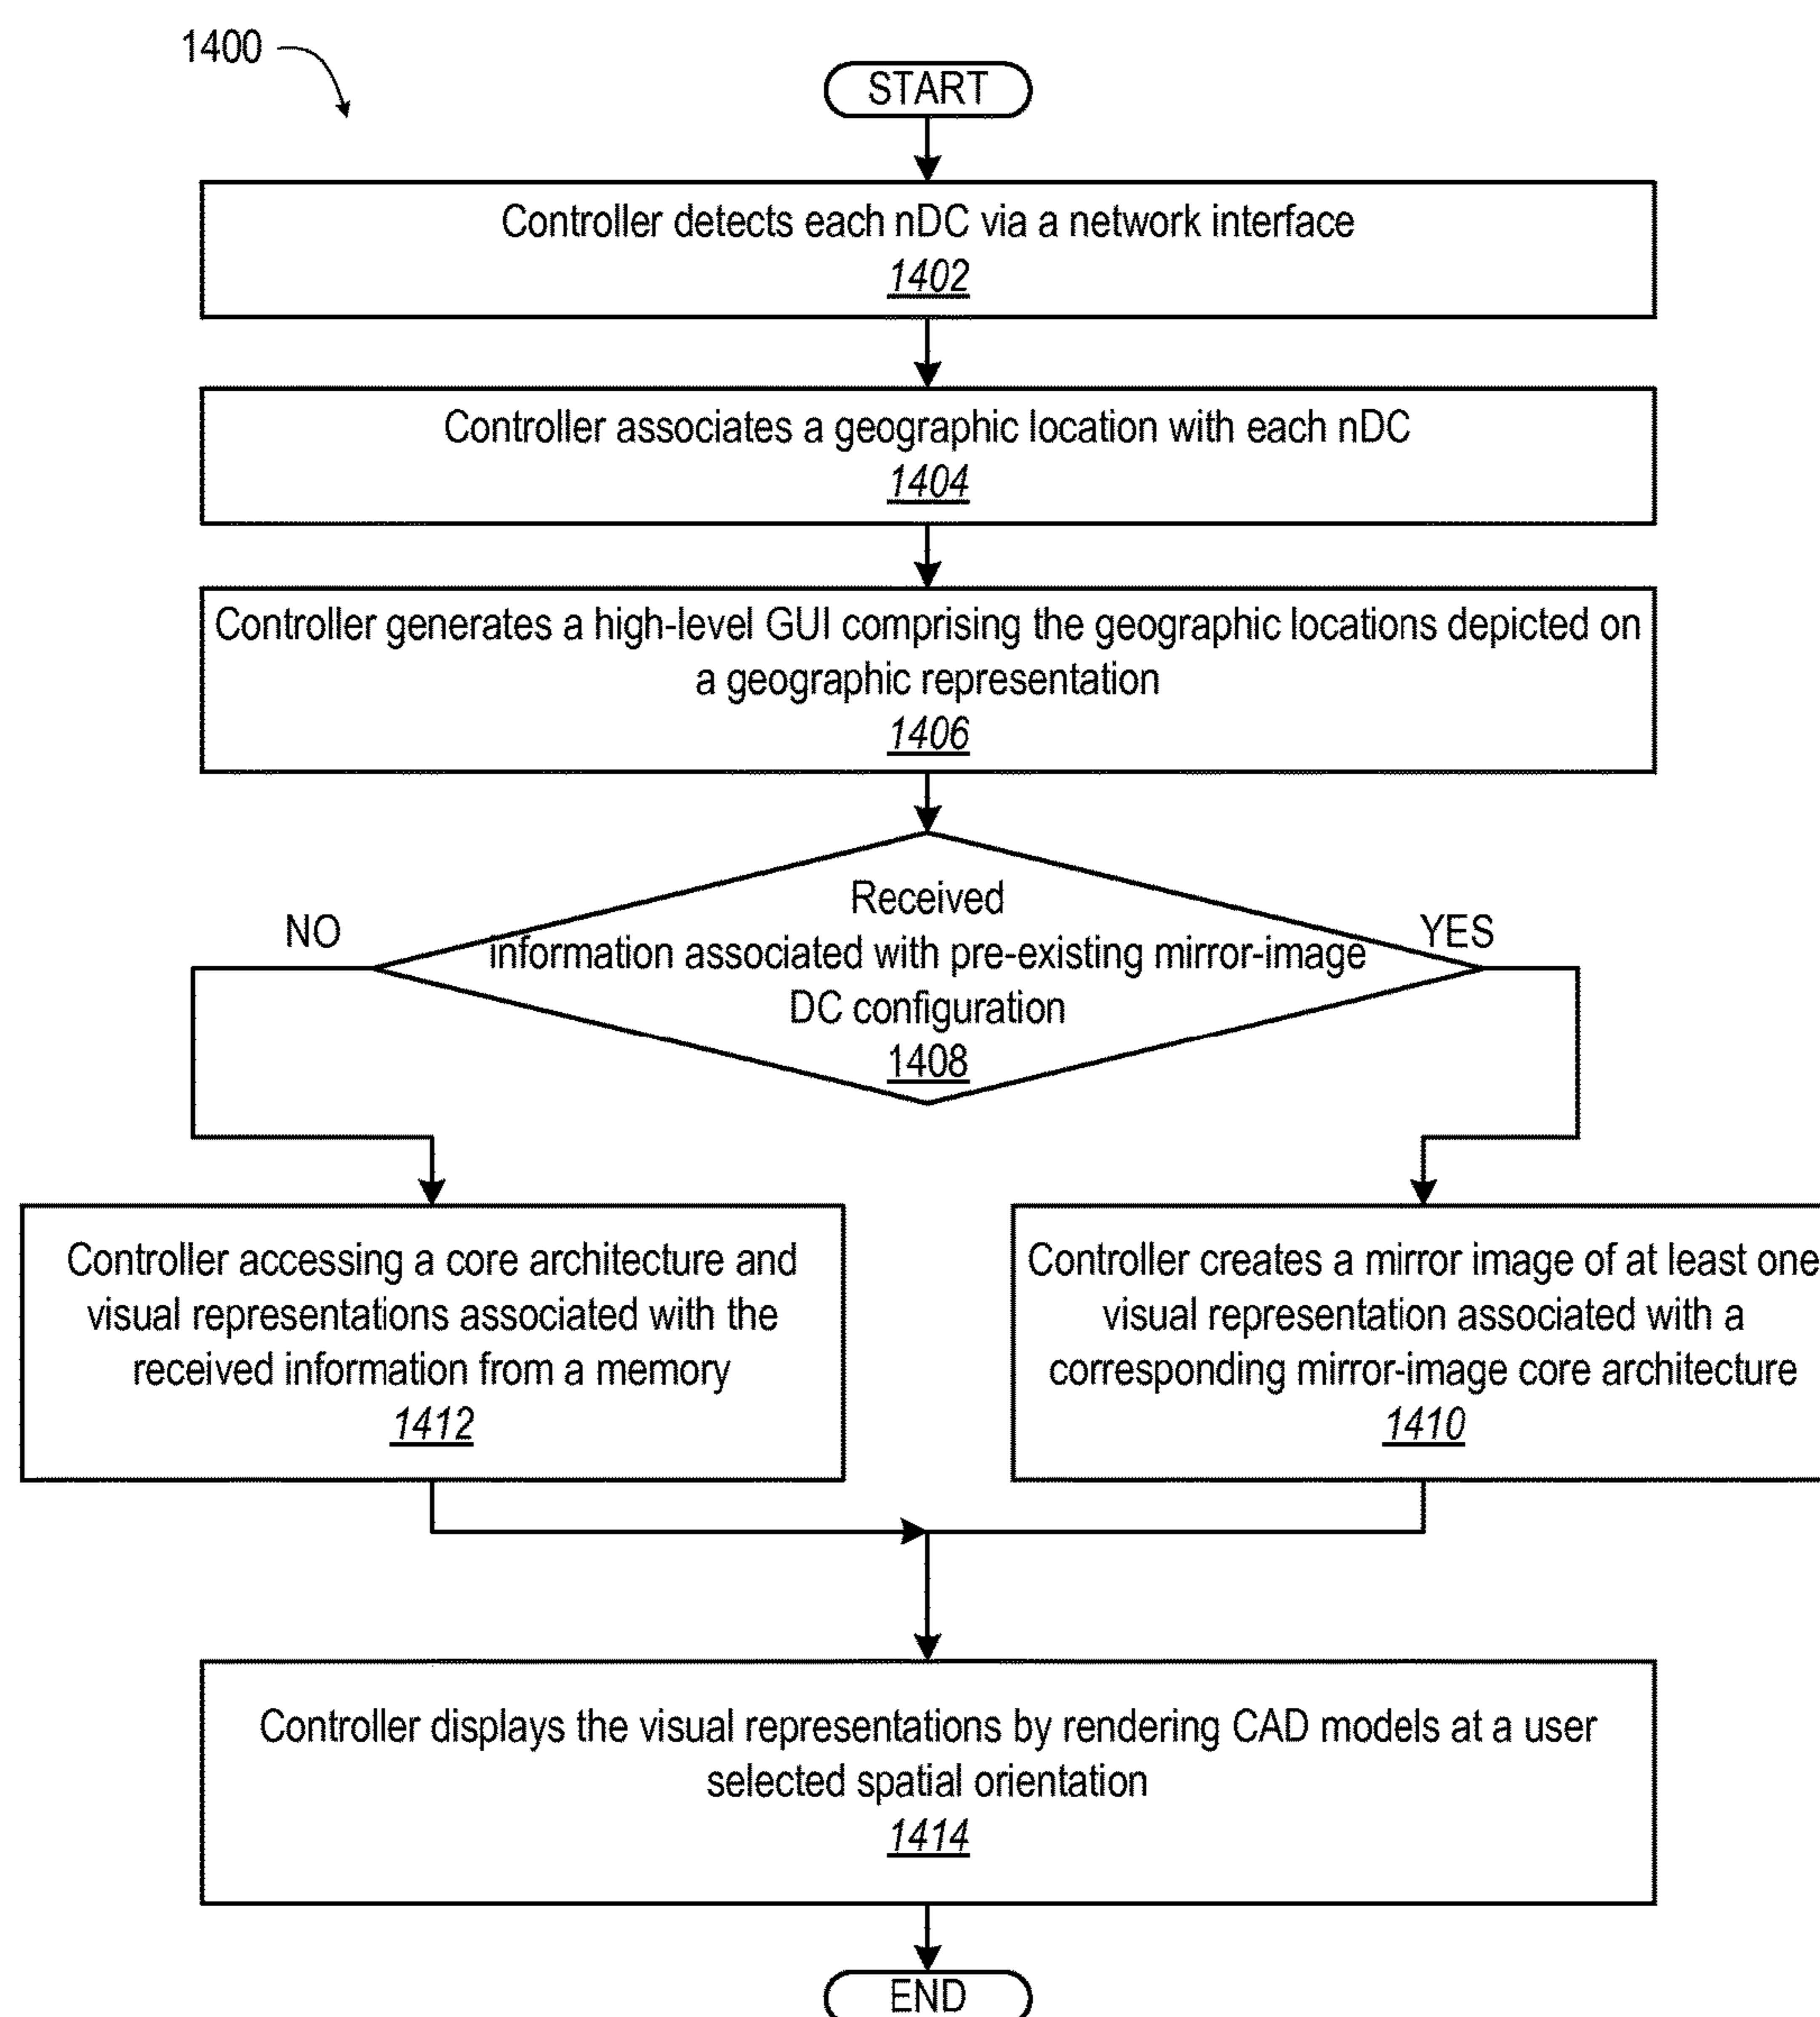 1400
START
Controller detects each nDC via a network interface
1402
Controller associates a geographic location with each nDC
1404
Controller generates a high-level GUI comprising the geographic locations depicted on
a geographic representation
1406
Received
information associated with pre-existing mirror-image
DC configuration
1408
NO
YES
Controller accessing a core architecture and
visual representations associated with the
received information from a memory
1412
Controller creates a mirror image of at least one
visual representation associated with a
corresponding mirror-image core architecture
1410
Controller displays the visual representations by rendering CAD models at a user
selected spatial orientation
1414
END